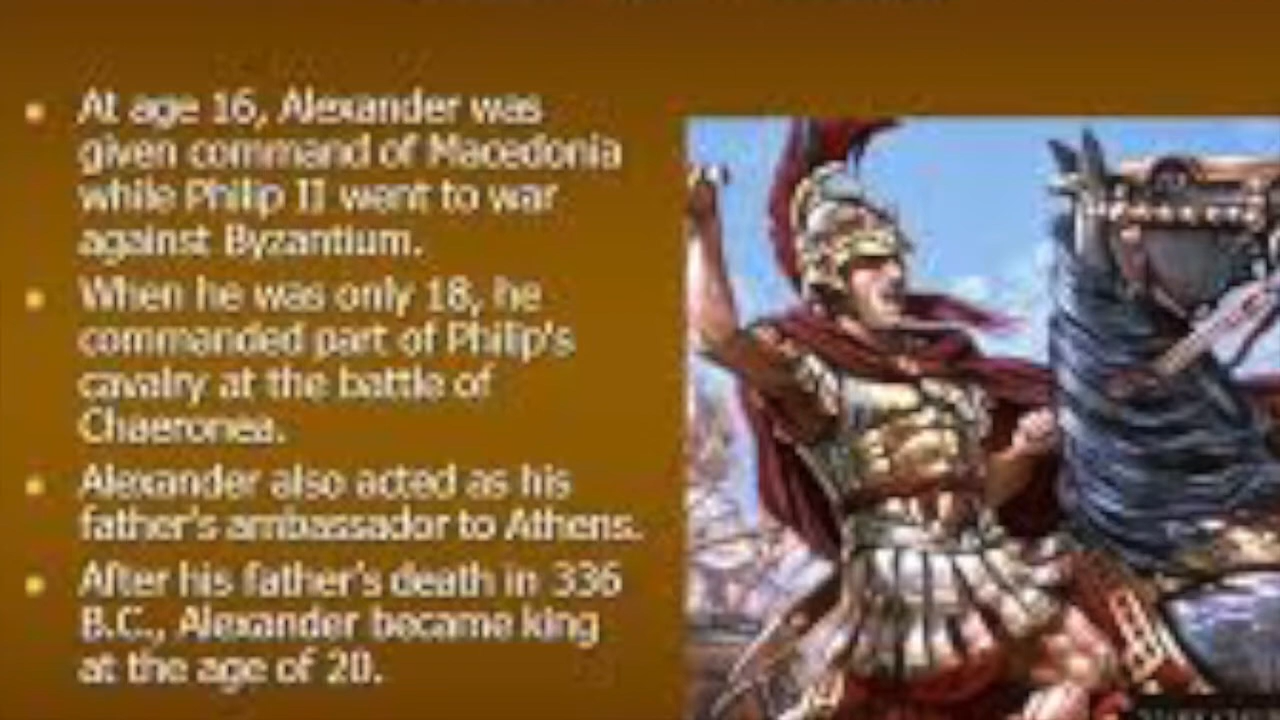 At age 16, Alexander was
given command of Macedonia
while Philip II went to war
against Byzantium.
When he was only 18, he
commanded part of Philip's
cavalry at the battle of
Chaeronea.
Alexander also acted as his
father's ambassador to Athens.
After his father's death in 336
B.C., Alexander became king
at the age of 20.